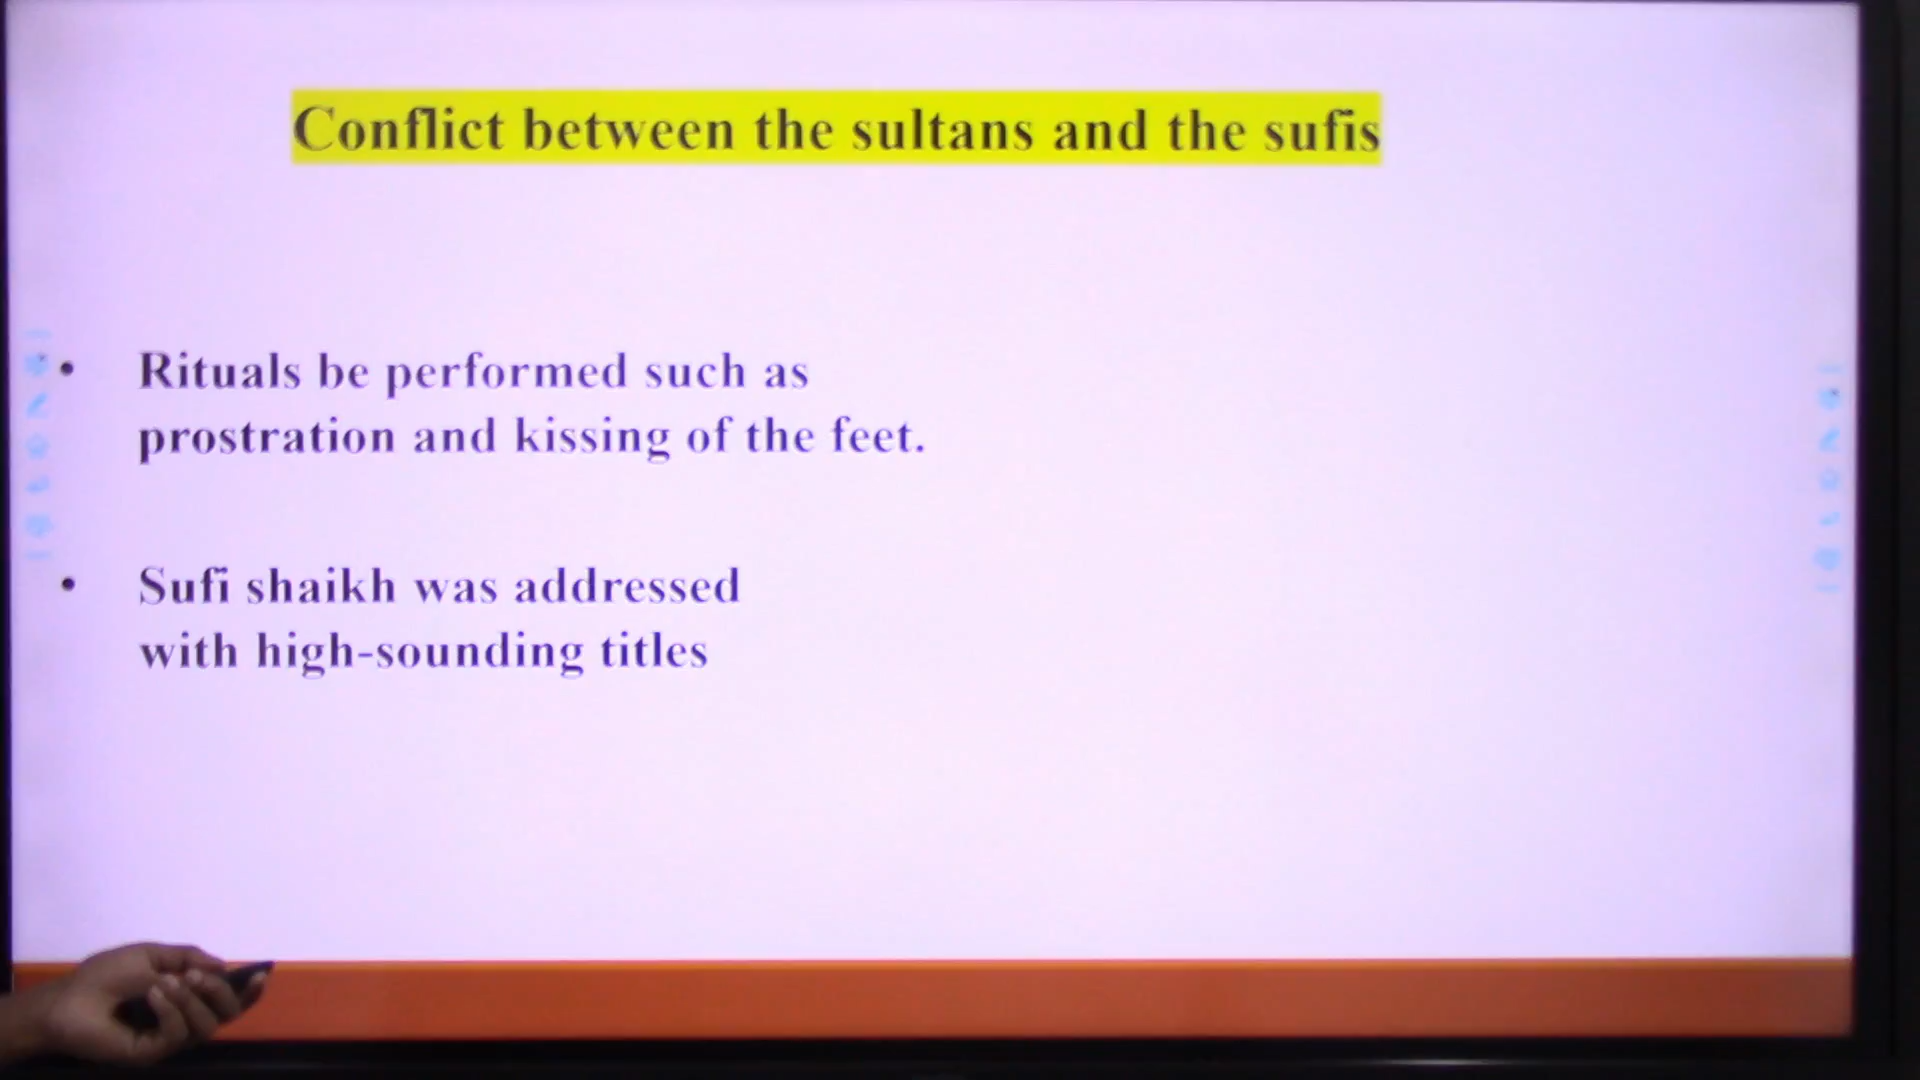 Conflict between the sultans and the sufis
• Rituals be performed such as
prostration and kissing of the feet.
• Sufi shaikh was addressed
with high-sounding titles